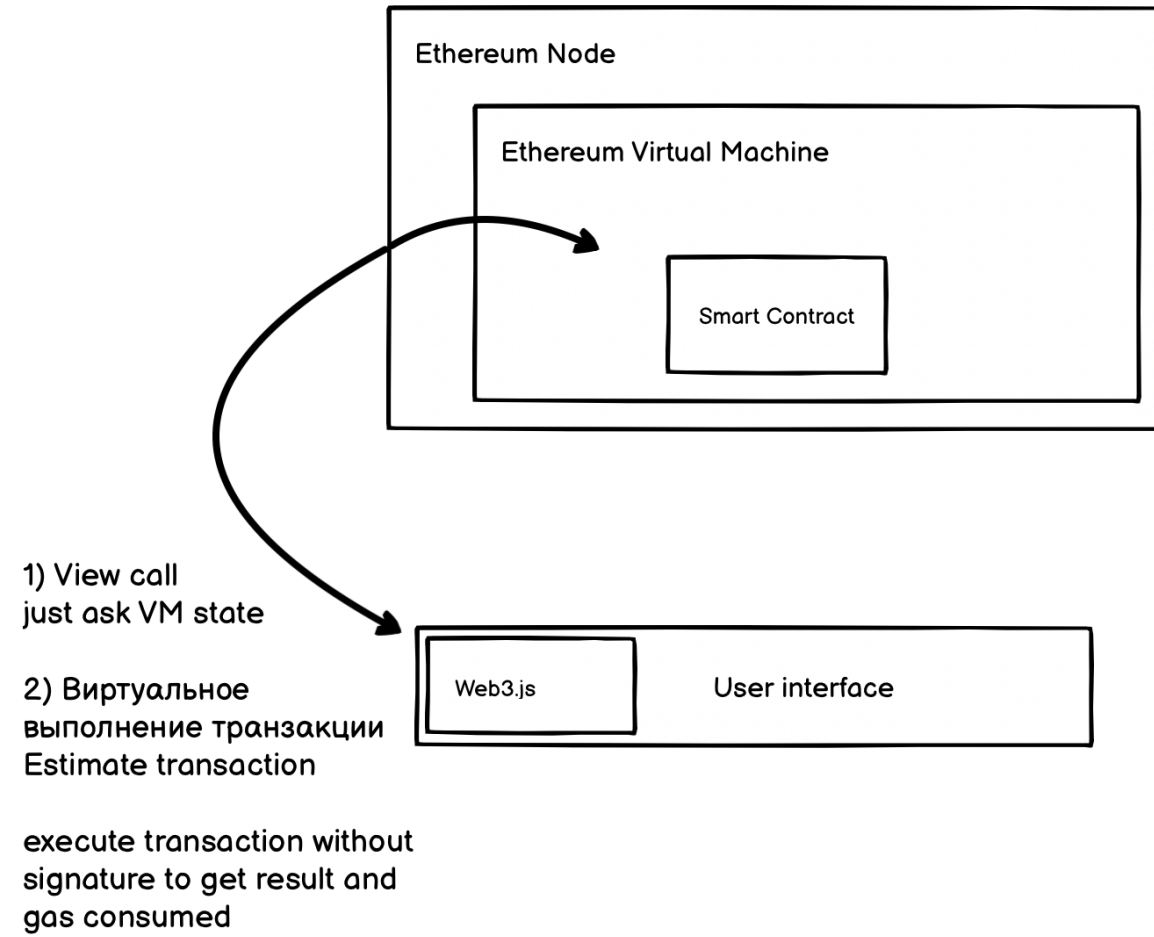 Ethereum Node
Ethereum Virtual Machine
Smart Contract
1) View call
just ask VM state
2) Виртуальное
выполнение транзакции
Estimate transaction
execute transaction without
signature to get result and
gas consumed
Web3.js
User interface